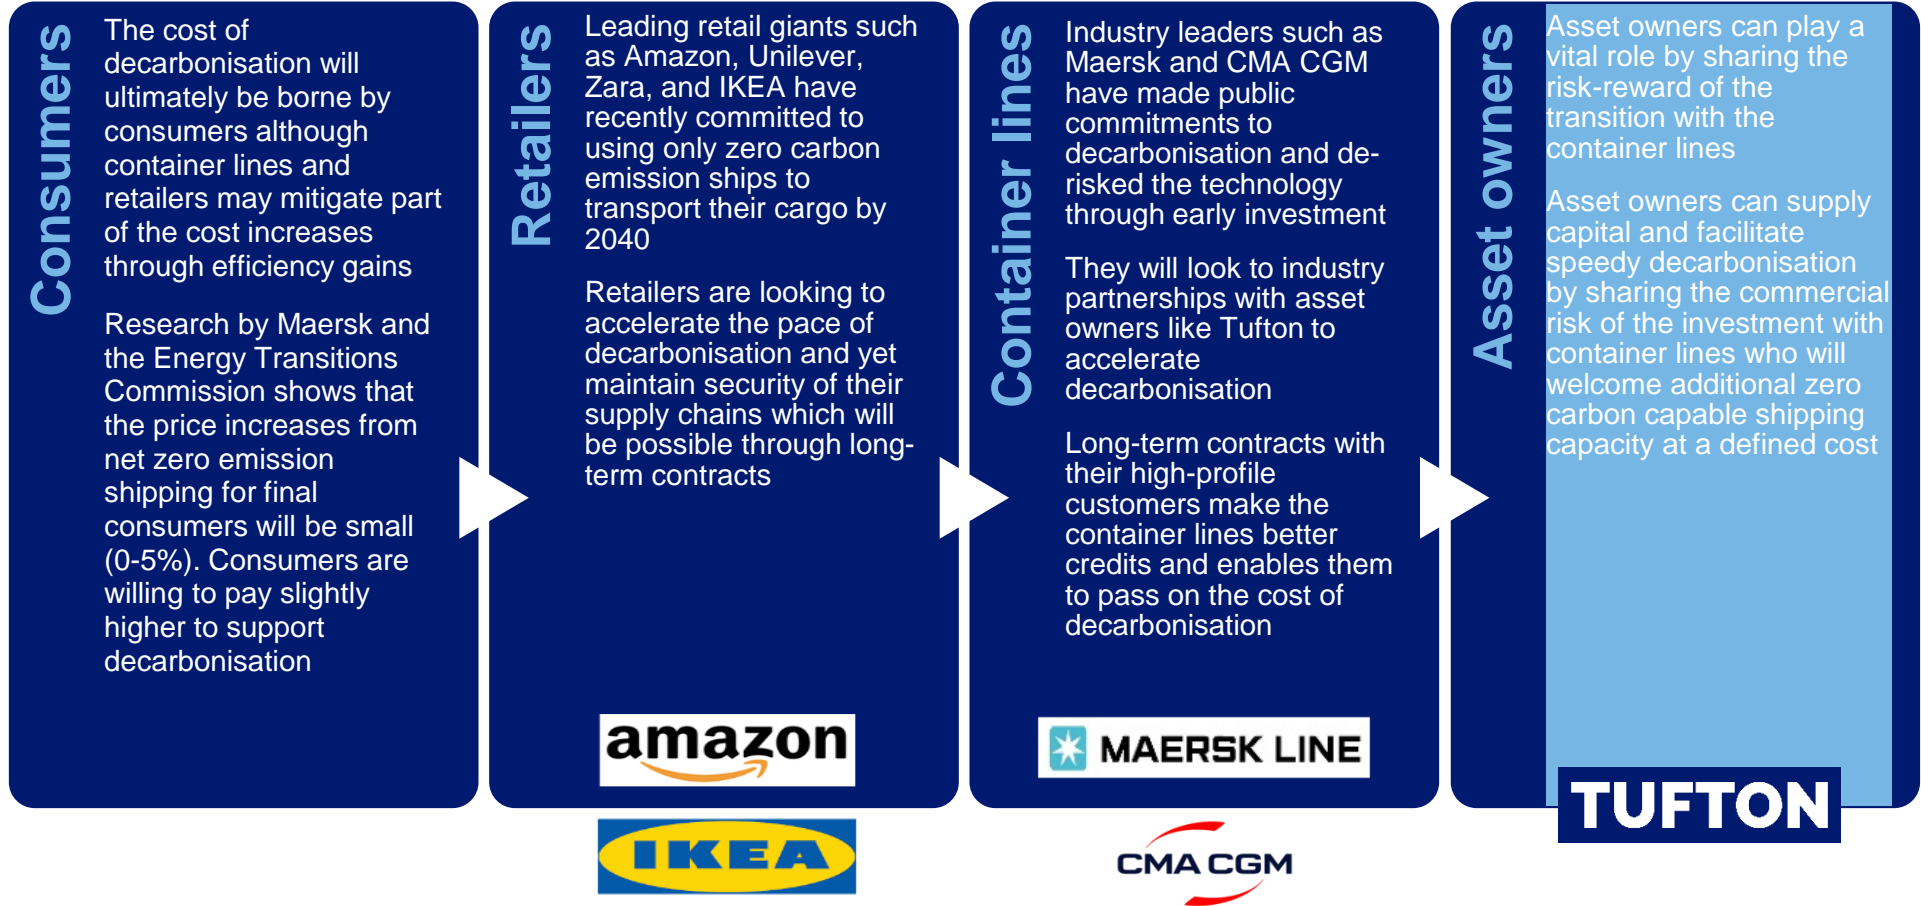 Consumers
The cost of
decarbonisation will
ultimately be borne by
consumers although
container lines and
retailers may mitigate part
of the cost increases
through efficiency gains
Research by Maersk and
the Energy Transitions
Commission shows that
the price increases from
net zero emission
shipping for final
consumers will be small
(0-5%). Consumers are
willing to pay slightly
higher to support
decarbonisation
Retailers
Leading retail giants such
as Amazon, Unilever,
Zara, and IKEA have
recently committed to
using only zero carbon
emission ships to
transport their cargo by
2040
Retailers are looking to
accelerate the pace of
decarbonisation and yet
maintain security of their
supply chains which will
be possible through long-
term contracts
amazon
IKEA
Container lines
Industry leaders such as
Maersk and CMA CGM
have made public
commitments to
decarbonisation and de-
risked the technology
through early investment
They will look to industry
partnerships with asset
owners like Tufton to
accelerate
decarbonisation
Long-term contracts with
their high-profile
customers make the
container lines better
credits and enables them
to pass on the cost of
decarbonisation
MAERSK LINE
CMA CGM
Asset owners
Asset owners can play a
vital role by sharing the
risk-reward of the
transition with the
container lines
Asset owners can supply
capital and facilitate
speedy decarbonisation
by sharing the commercial
risk of the investment with
container lines who will
welcome additional zero
carbon capable shipping
capacity at a defined cost
TUFTON